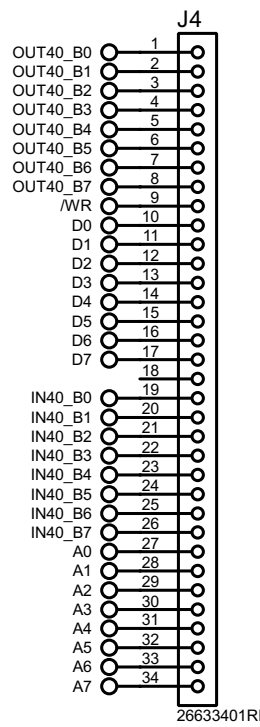 J4
OUT40_B0 1
OUT40_B1 2
OUT40_B2 3
OUT40_B3 4
OUT40_B4 5
OUT40_B5 6
OUT40_B6 7
OUT40_B7 8
/WR 9
D0 10
D1 11
D2 12
D3 13
D4 14
D5 15
D6 16
D7 17
18
IN40_B0 19
IN40_B1 20
IN40_B2 21
IN40_B3 22
IN40_B4 23
IN40_B5 24
IN40_B6 25
IN40_B7 26
A0 27
A1 28
A2 29
A3 30
A4 31
A5 32
A6 33
A7 34
26633401R